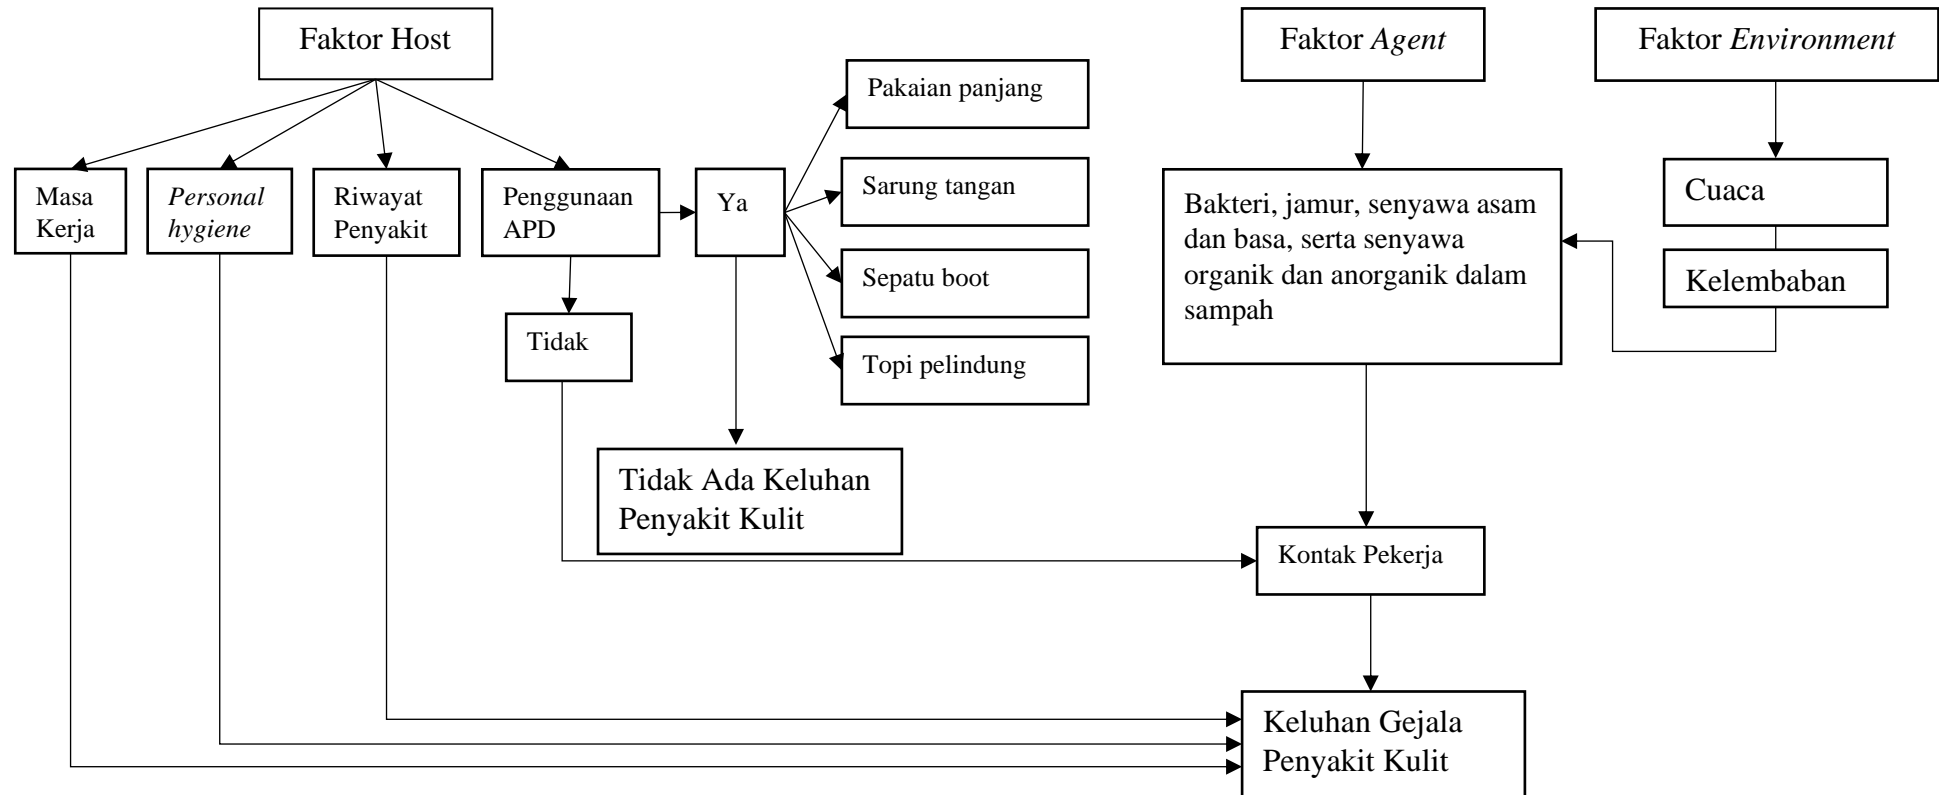 Faktor Host
Faktor Agent
Faktor Environment
Pakaian panjang
Masa
Kerja
Personal
hygiene
Riwayat
Penyakit
Penggunaan
APD
Ya
Sarung tangan
Sepatu boot
Topi pelindung
Bakteri, jamur, senyawa asam
dan basa, serta senyawa
organik dan anorganik dalam
sampah
Cuaca
Kelembaban
Tidak
Tidak Ada Keluhan
Penyakit Kulit
Kontak Pekerja
Keluhan Gejala
Penyakit Kulit